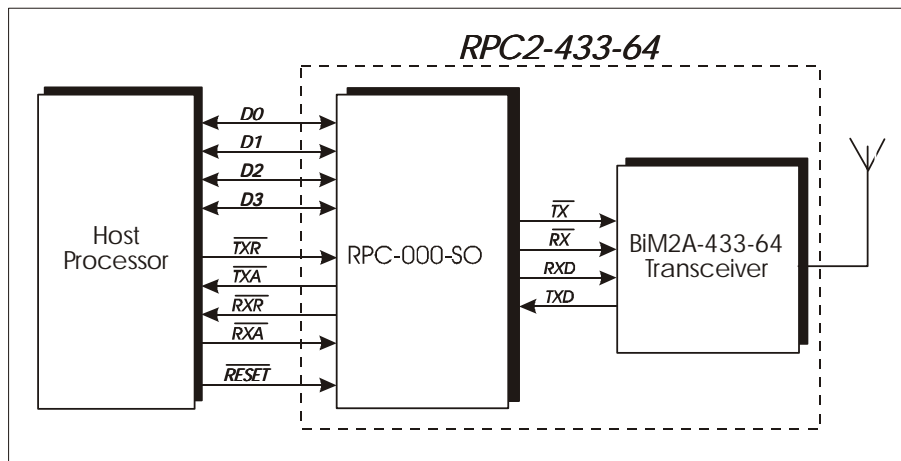 RPC2-433-64
Host
Processor
D0
D1
D2
D3
TXR
TXA
RXR
RXA
RESET
RPC-000-SO
TX
RX
RXD
TXD
BiM2A-433-64
Transceiver